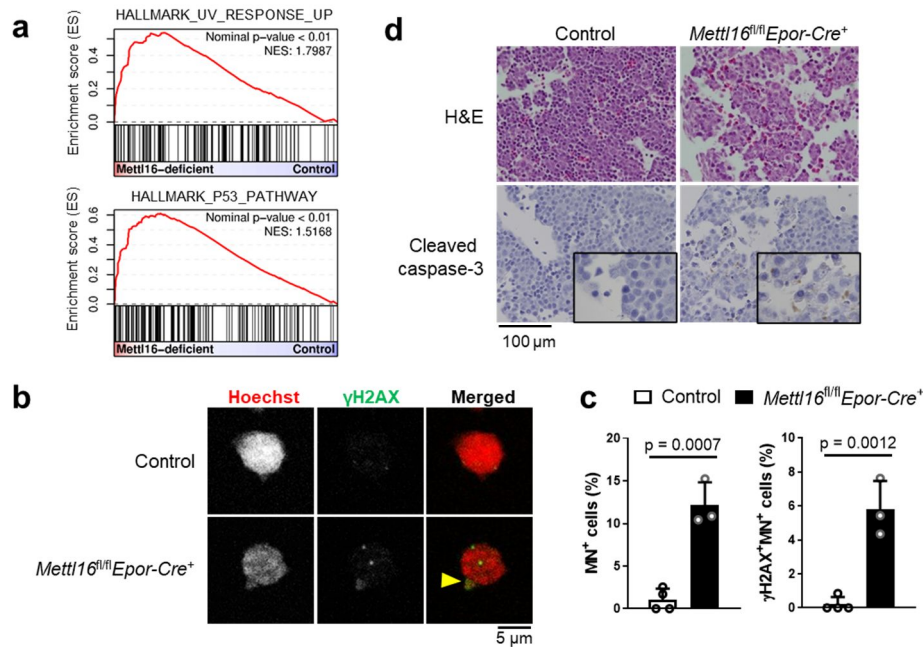 a
HALLMARK_UV_RESPONSE_UP
Enrichment score (ES)
0.0 0.2 0.4
Nominal p-value < 0.01
NES: 1.7987
Mettl16-deficient Control
HALLMARK_P53_PATHWAY
Enrichment score (ES)
0.0 0.2 0.4 0.6
Nominal p-value < 0.01
NES: 1.5168
Mettl16-deficient Control
d
Control Mettl16fl/flEpor-Cre+
H&E
Cleaved
caspase-3
100 µm
b
Hoechst γH2AX Merged
Control
Mettl16fl/flEpor-Cre+
5 µm
c
Control Mettl16fl/flEpor-Cre+
MN+ cells (%)
20
15
10
5
0
p = 0.0007
γH2AX+MN+ cells (%)
8
6
4
2
0
p = 0.0012